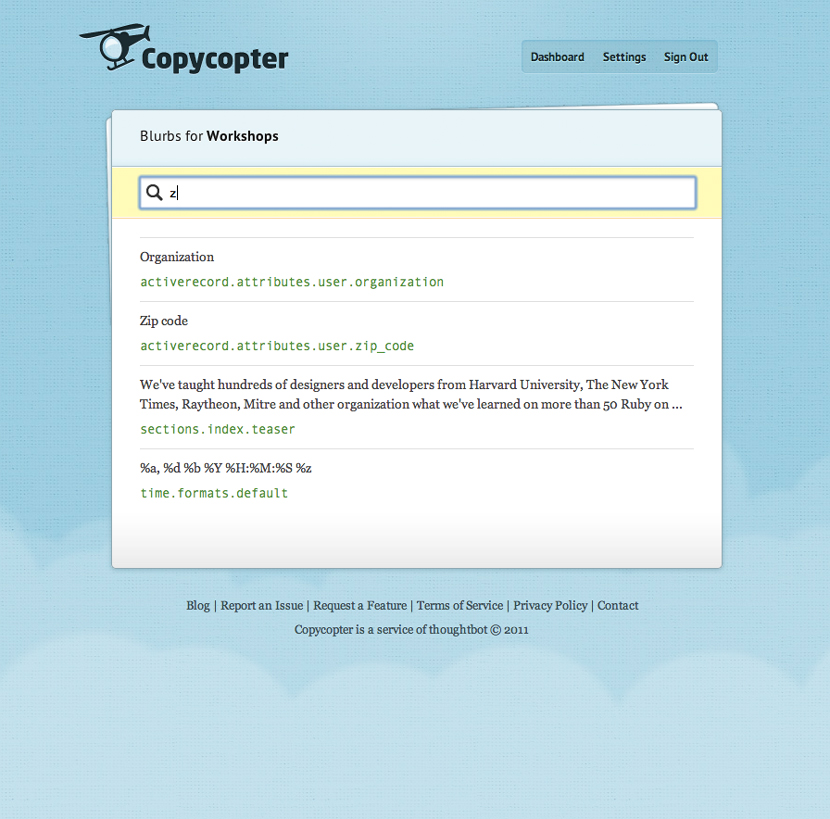 Copycopter
Dashboard Settings Sign Out
Blurbs for Workshops
z
Organization
activerecord.attributes.user.organization
Zip code
activerecord.attributes.user.zip_code
We've taught hundreds of designers and developers from Harvard University, The New York
Times, Raytheon, Mitre and other organization what we've learned on more than 50 Ruby on ...
sections.index.teaser
%a, %d %b %Y %H:%M:%S %z
time.formats.default
Blog | Report an Issue | Request a Feature | Terms of Service | Privacy Policy | Contact
Copycopter is a service of thoughtbot © 2011